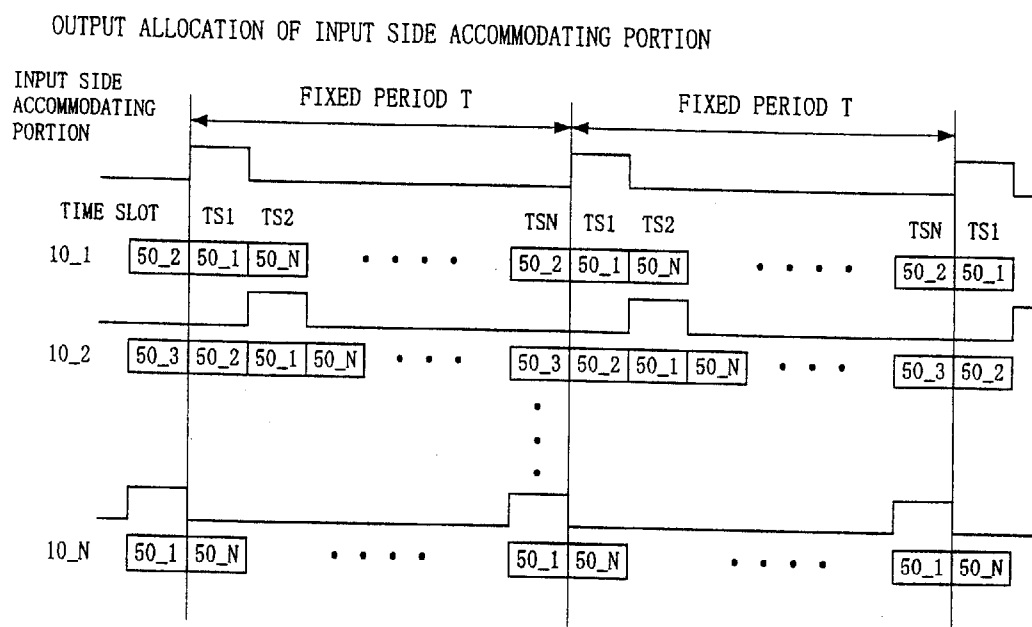 OUTPUT ALLOCATION OF INPUT SIDE ACCOMMODATING PORTION
INPUT SIDE
ACCOMMODATING
PORTION
FIXED PERIOD T FIXED PERIOD T
TIME SLOT TS1 TS2 TSN TS1 TS2 TSN TS1
10_1 50_2 50_1 50_N 50_2 50_1 50_N 50_2 50_1
10_2 50_3 50_2 50_1 50_N 50_3 50_2 50_1 50_N 50_3 50_2
10_N 50_1 50_N 50_1 50_N 50_1 50_N